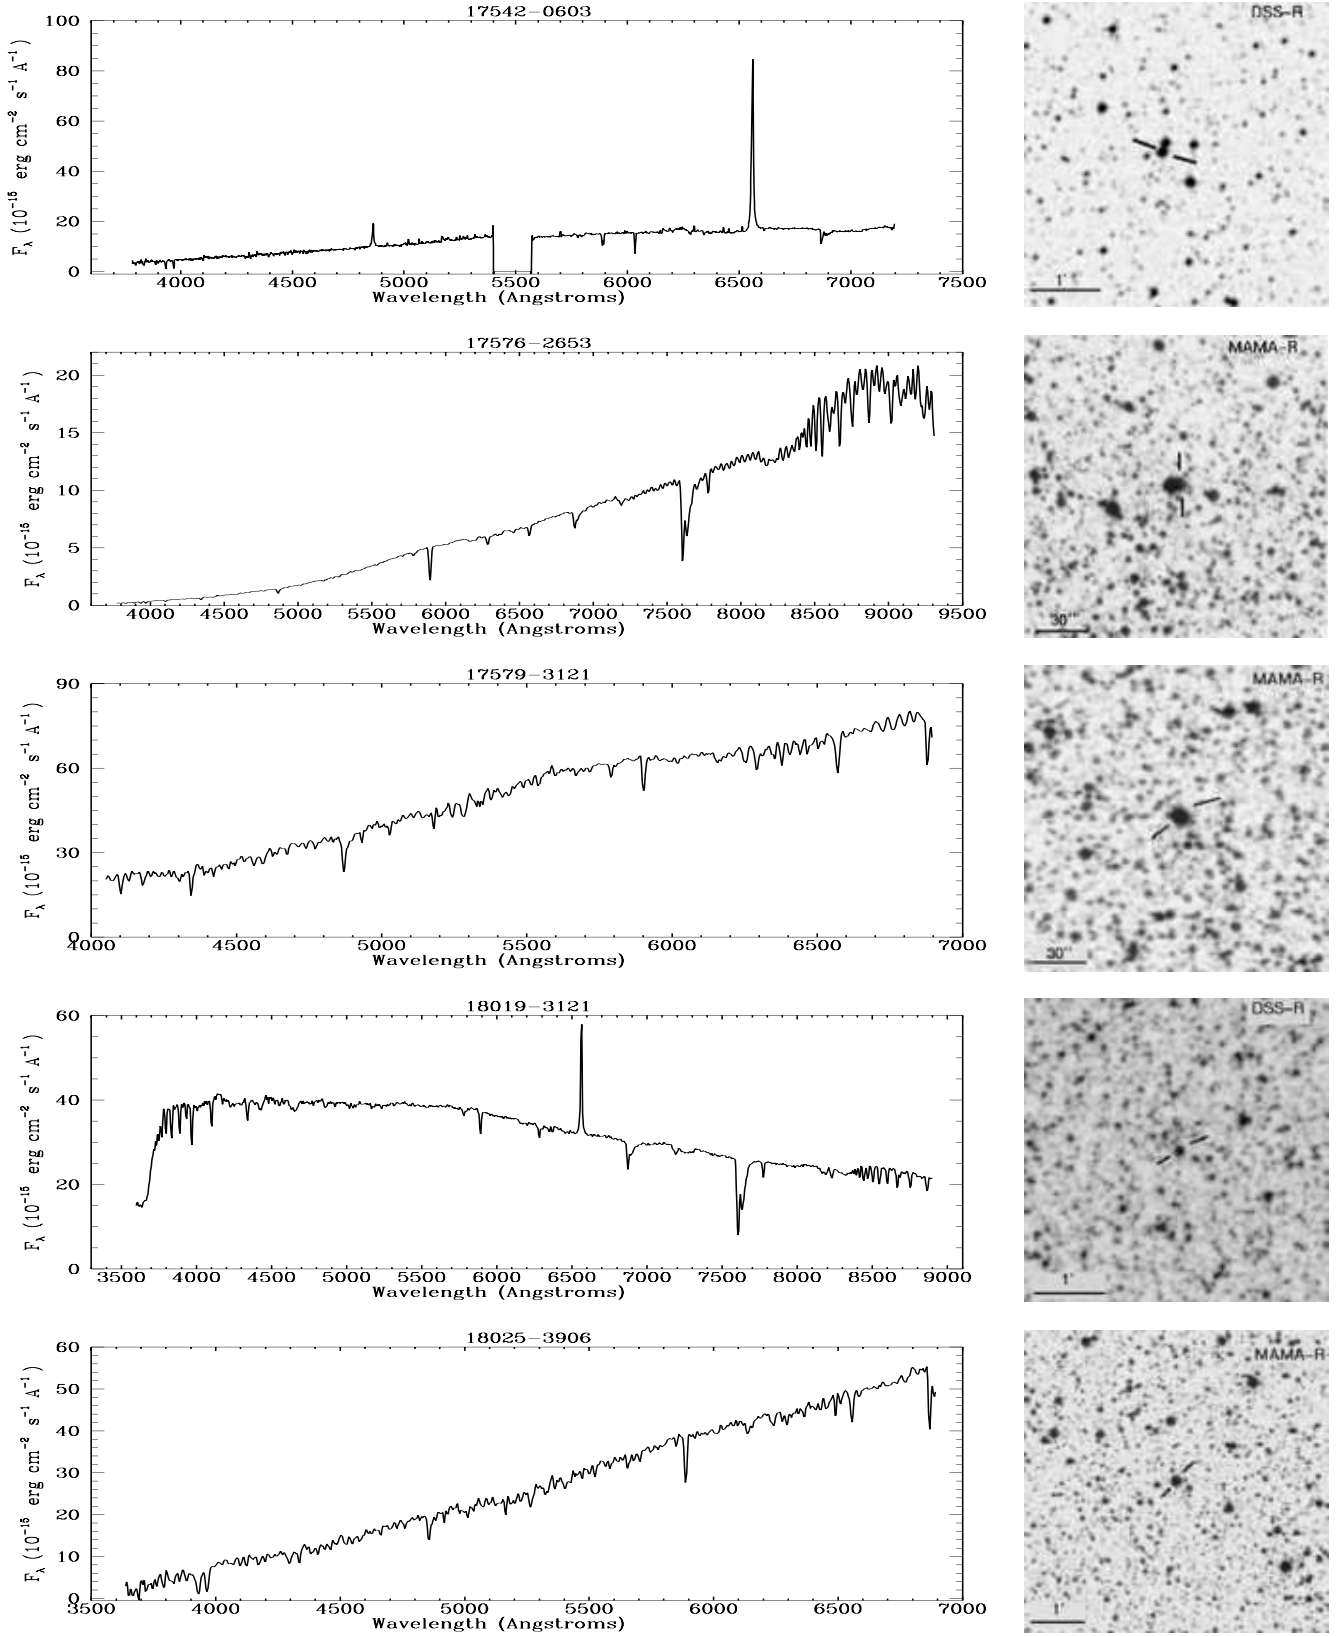 17542−0603
DSS−R
100
80
60
40
20
0
F_λ (10⁻¹⁵ erg cm⁻² s⁻¹ A⁻¹)
4000 4500 5000 5500 6000 6500 7000 7500
Wavelength (Angstroms)
1'
17576−2653
MAMA−R
20
15
10
5
0
F_λ (10⁻¹⁵ erg cm⁻² s⁻¹ A⁻¹)
4000 4500 5000 5500 6000 6500 7000 7500 8000 8500 9000 9500
Wavelength (Angstroms)
30"
17579−3121
MAMA−R
90
60
30
0
F_λ (10⁻¹⁵ erg cm⁻² s⁻¹ A⁻¹)
4000 4500 5000 5500 6000 6500 7000
Wavelength (Angstroms)
30"
18019−3121
DSS−R
60
40
20
0
F_λ (10⁻¹⁵ erg cm⁻² s⁻¹ A⁻¹)
3500 4000 4500 5000 5500 6000 6500 7000 7500 8000 8500 9000
Wavelength (Angstroms)
1'
18025−3906
MAMA−R
60
50
40
30
20
10
0
F_λ (10⁻¹⁵ erg cm⁻² s⁻¹ A⁻¹)
3500 4000 4500 5000 5500 6000 6500 7000
Wavelength (Angstroms)
1'